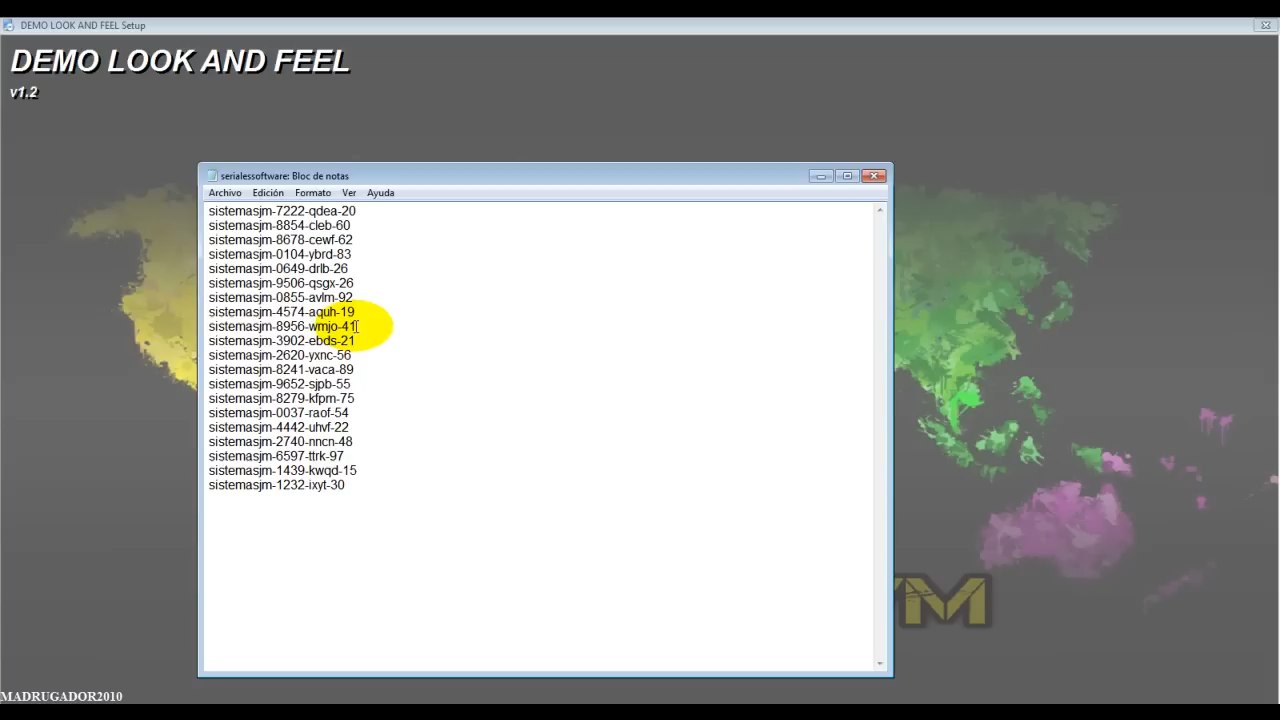 DEMO LOOK AND FEEL Setup
DEMO LOOK AND FEEL
v1.2
serialessoftware: Bloc de notas
Archivo Edición Formato Ver Ayuda
sistemasjm-7222-qdea-20
sistemasjm-8854-cleb-60
sistemasjm-8678-cewf-62
sistemasjm-0104-ybrd-83
sistemasjm-0649-drlb-26
sistemasjm-9506-qsgx-26
sistemasjm-0855-avlm-92
sistemasjm-4574-aquh-19
sistemasjm-8956-wmjo-41
sistemasjm-3902-ebds-21
sistemasjm-2620-yxnc-56
sistemasjm-8241-vaca-89
sistemasjm-9652-sjpb-55
sistemasjm-8279-kfpm-75
sistemasjm-0037-raof-54
sistemasjm-4442-uhvf-22
sistemasjm-2740-nncn-48
sistemasjm-6597-ttrk-97
sistemasjm-1439-kwqd-15
sistemasjm-1232-ixyt-30
MADRUGADOR2010